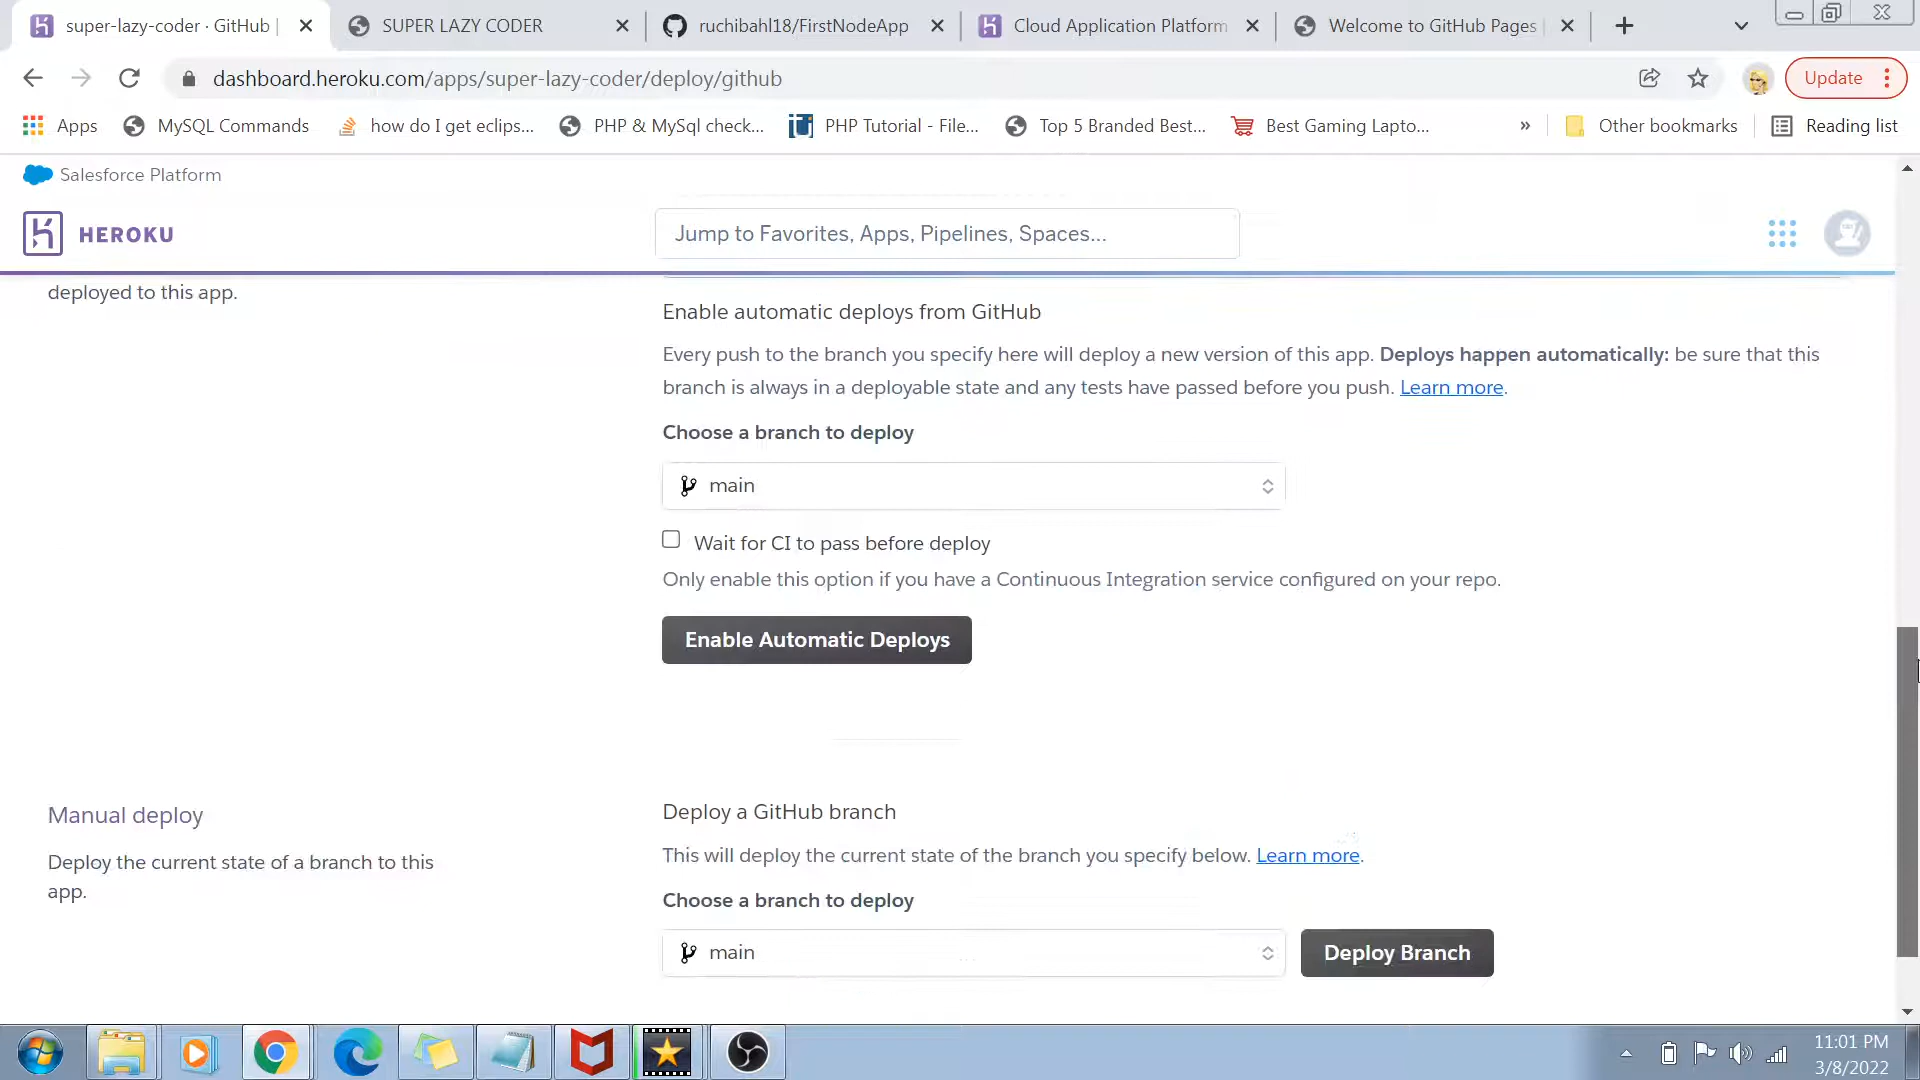 super-lazy-coder · GitHub
SUPER LAZY CODER
ruchibahl18/FirstNodeApp
Cloud Application Platform
Welcome to GitHub Pages
dashboard.heroku.com/apps/super-lazy-coder/deploy/github
Update
Apps
MySQL Commands
how do I get eclips...
PHP & MySql check...
PHP Tutorial - File...
Top 5 Branded Best...
Best Gaming Lapto...
»
Other bookmarks
Reading list
Salesforce Platform
HEROKU
Jump to Favorites, Apps, Pipelines, Spaces...
deployed to this app.
Enable automatic deploys from GitHub
Every push to the branch you specify here will deploy a new version of this app. Deploys happen automatically: be sure that this
branch is always in a deployable state and any tests have passed before you push. Learn more.
Choose a branch to deploy
main
Wait for CI to pass before deploy
Only enable this option if you have a Continuous Integration service configured on your repo.
Enable Automatic Deploys
Manual deploy
Deploy the current state of a branch to this
app.
Deploy a GitHub branch
This will deploy the current state of the branch you specify below. Learn more.
Choose a branch to deploy
main
Deploy Branch
11:01 PM
3/8/2022